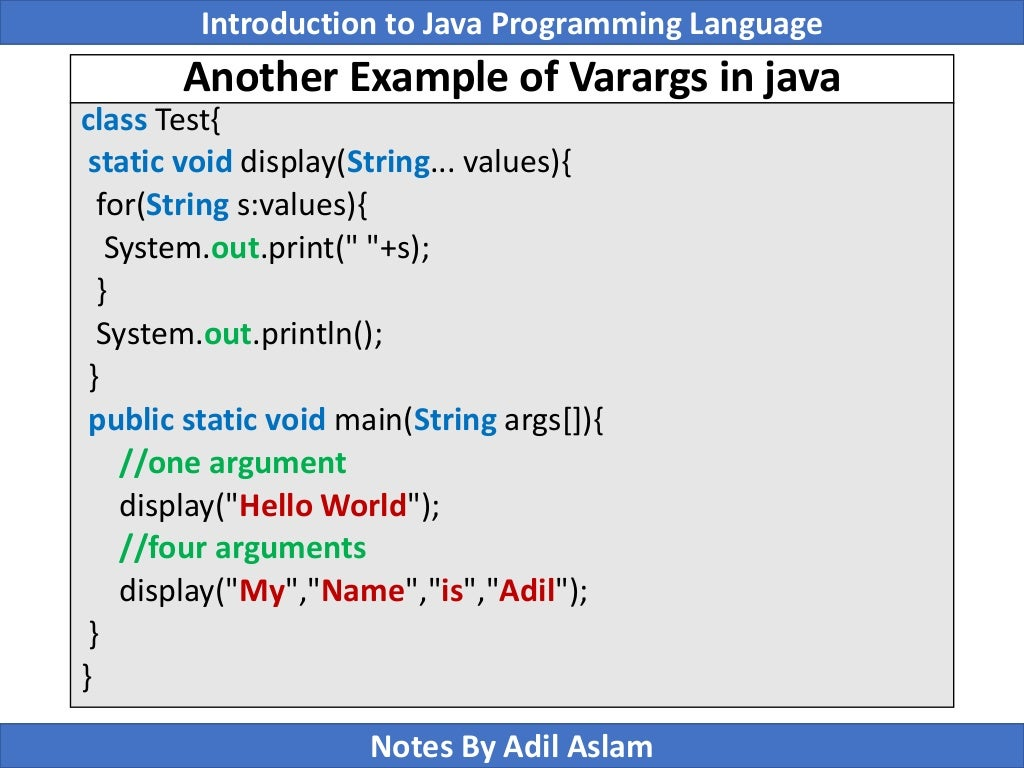 Introduction to Java Programming Language
Another Example of Varargs in java
class Test{
static void display(String... values){
for(String s:values){
System.out.print(" "+s);
}
System.out.println();
}
public static void main(String args[]){
//one argument
display("Hello World");
//four arguments
display("My","Name","is","Adil");
}
}
Notes By Adil Aslam